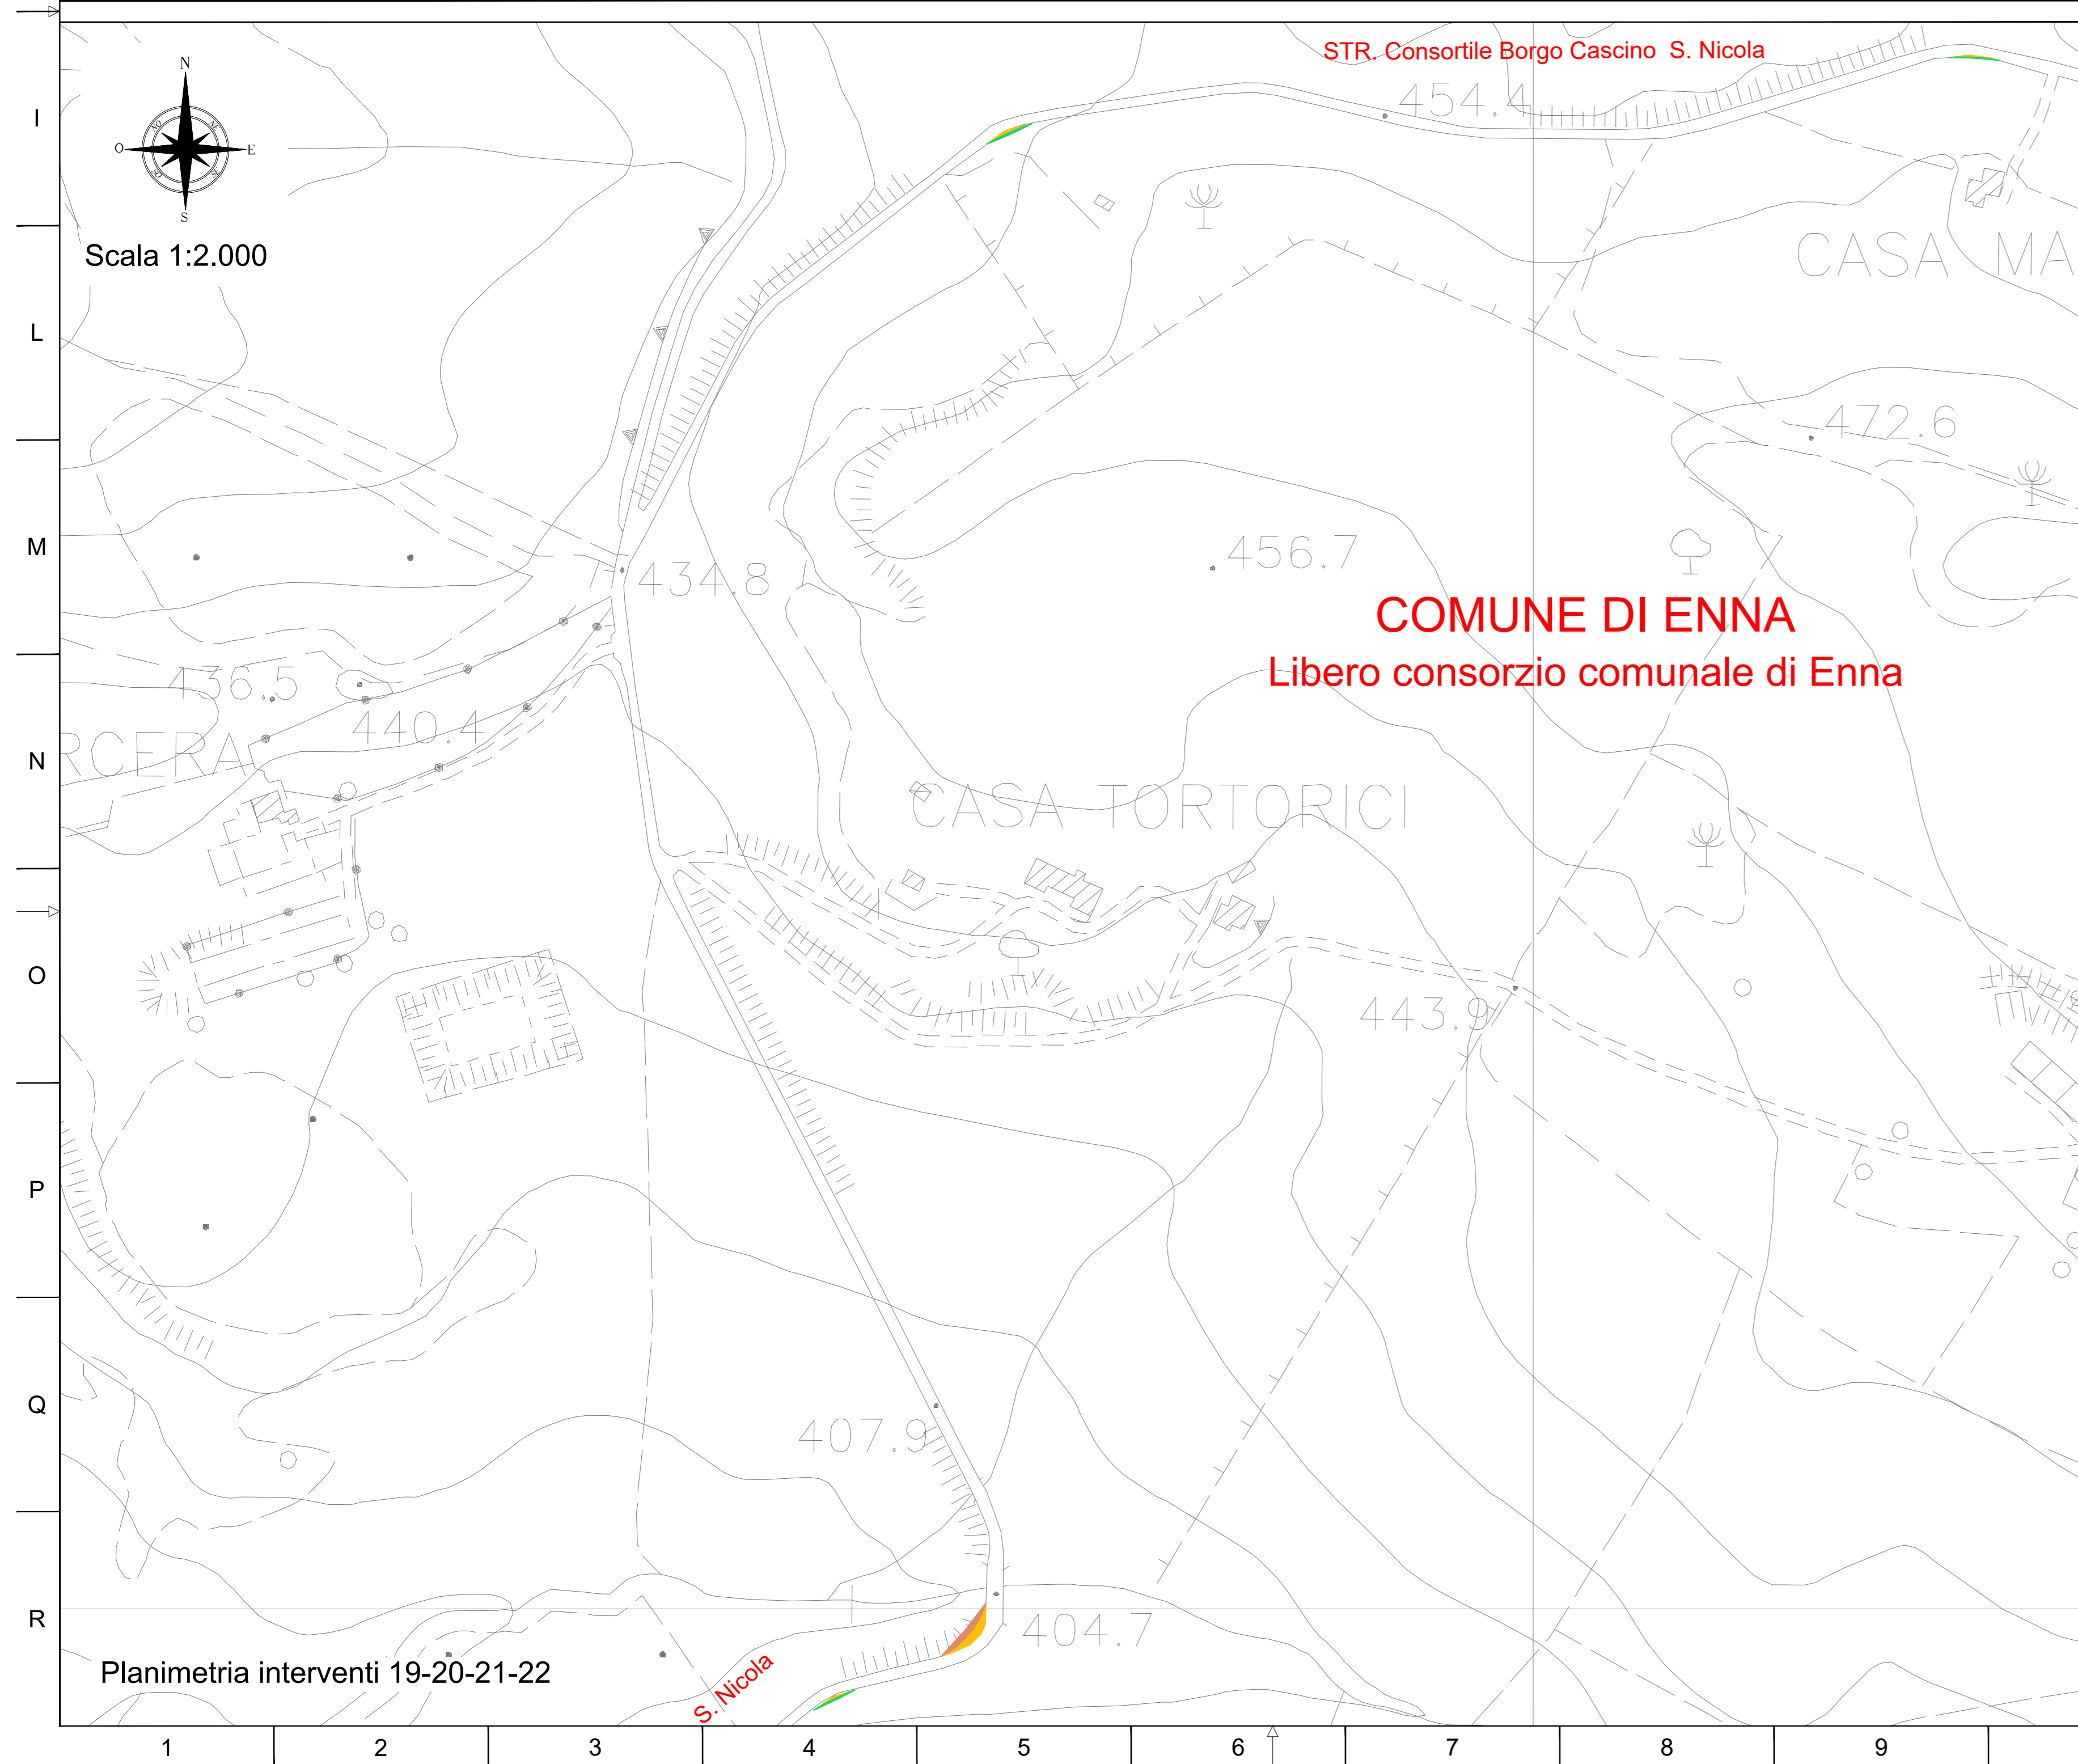 STR. Consortile Borgo Cascino S. Nicola
N
NO
NE
O
E
S
I
454.4
Scala 1:2.000
CASA MA
L
472.6
M
434.8
456.7
COMUNE DI ENNA
Libero consorzio comunale di Enna
436.5
440.4
RCERA
N
CASA TORTORICI
O
443.9
P
Q
407.9
R
404.7
Planimetria interventi 19-20-21-22
S. Nicola
1 2 3 4 5 6 7 8 9